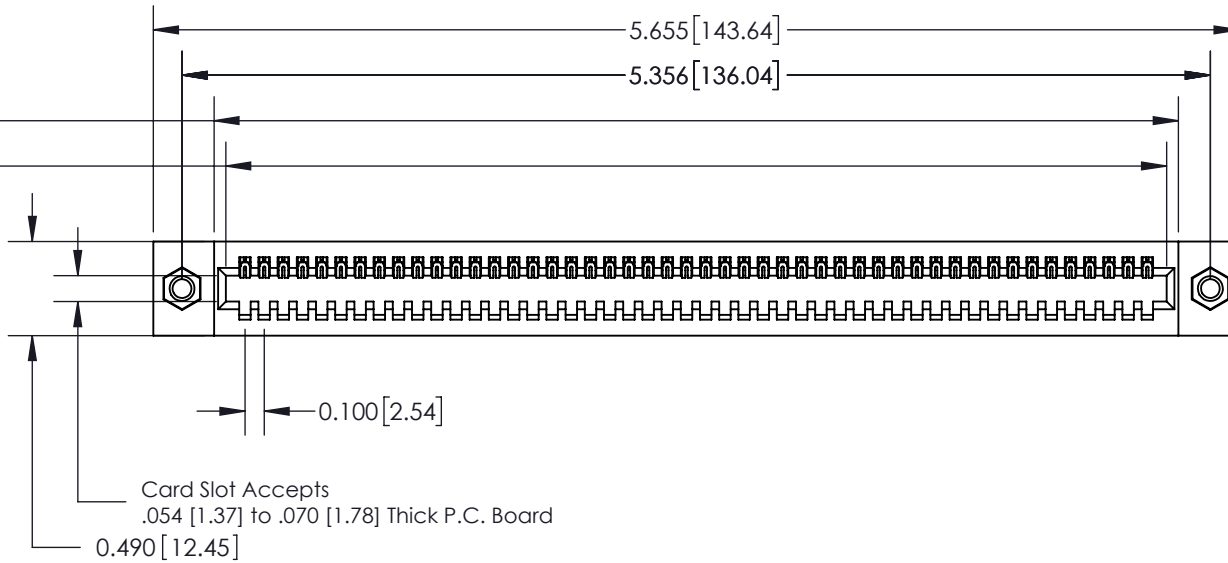 5.655[143.64]
5.356[136.04]
0.100[2.54]
Card Slot Accepts
.054 [1.37] to .070 [1.78] Thick P.C. Board
0.490[12.45]